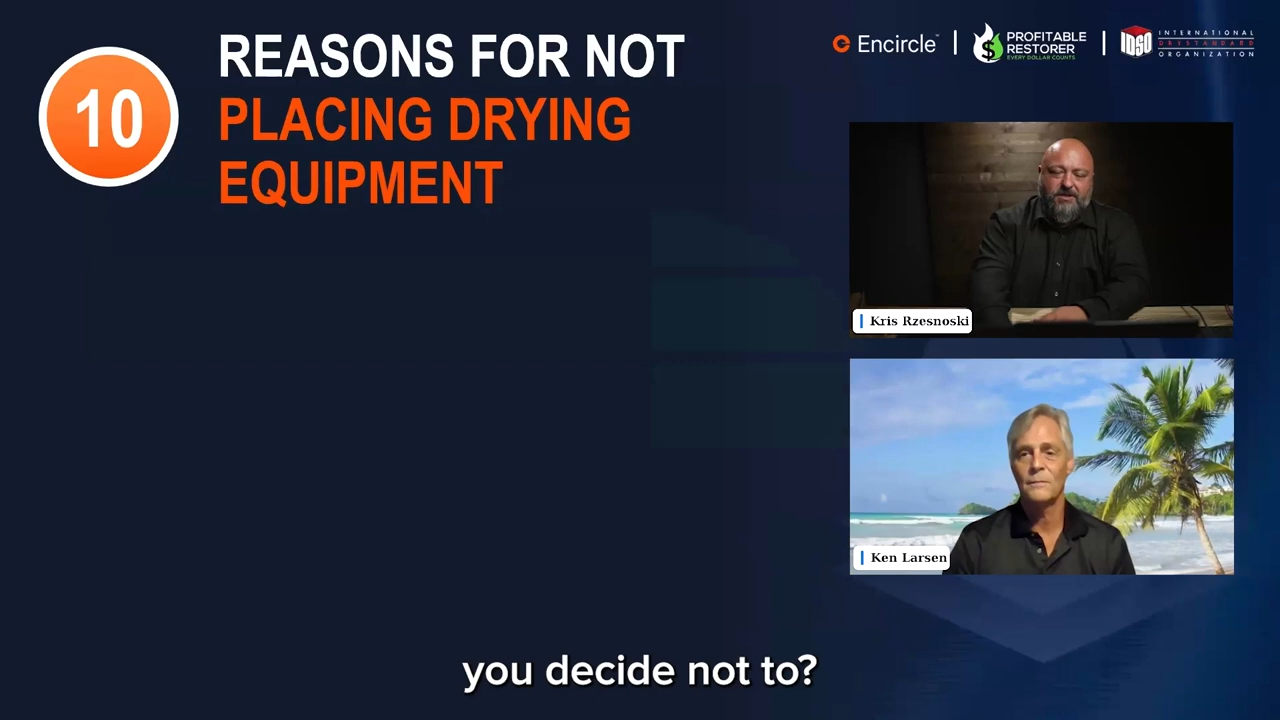 10
REASONS FOR NOT
PLACING DRYING
EQUIPMENT
Encircle
PROFITABLE
RESTORER
EVERY DOLLAR COUNTS
IDSO
INTERNATIONAL
DRYSTANDARD
ORGANIZATION
Kris Rzesnoski
Ken Larsen
you decide not to?